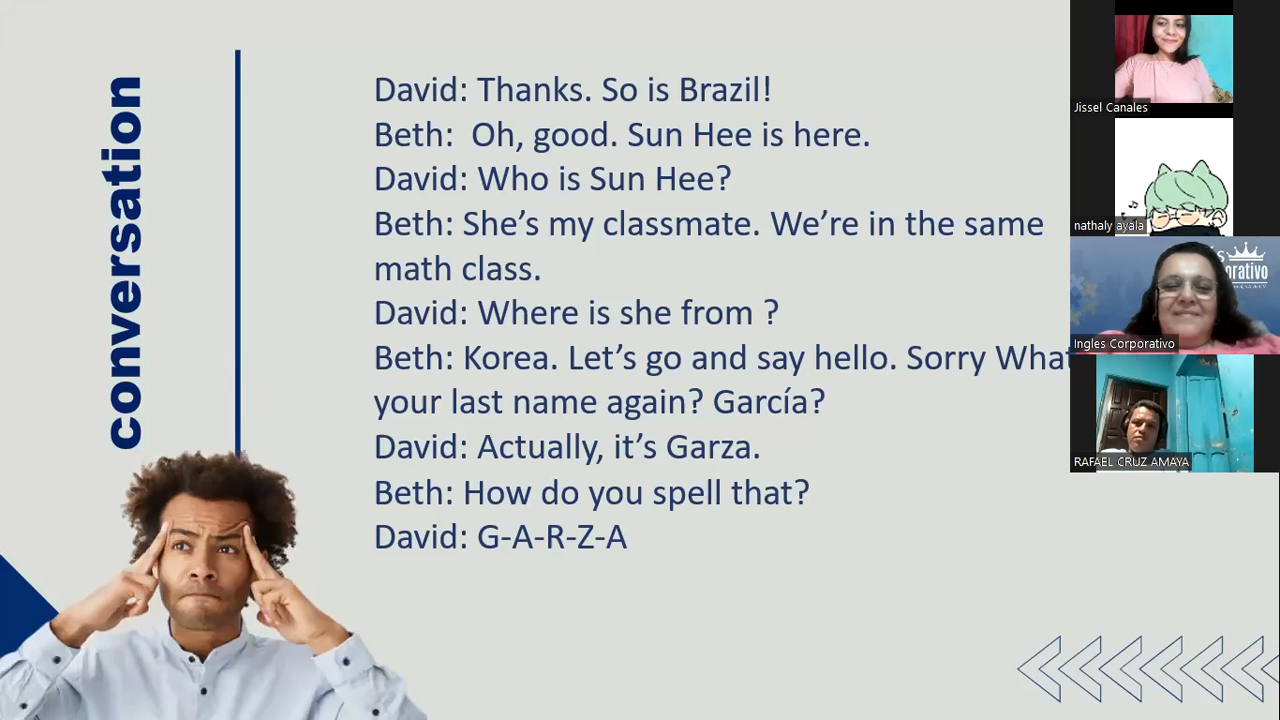 conversation
David: Thanks. So is Brazil!
Beth:  Oh, good. Sun Hee is here.
David: Who is Sun Hee?
Beth: She’s my classmate. We’re in the same
math class.
David: Where is she from ?
Beth: Korea. Let’s go and say hello. Sorry What
your last name again? García?
David: Actually, it’s Garza.
Beth: How do you spell that?
David: G-A-R-Z-A
Jissel Canales
nathaly ayala
Ingles Corporativo
RAFAEL CRUZ AMAYA